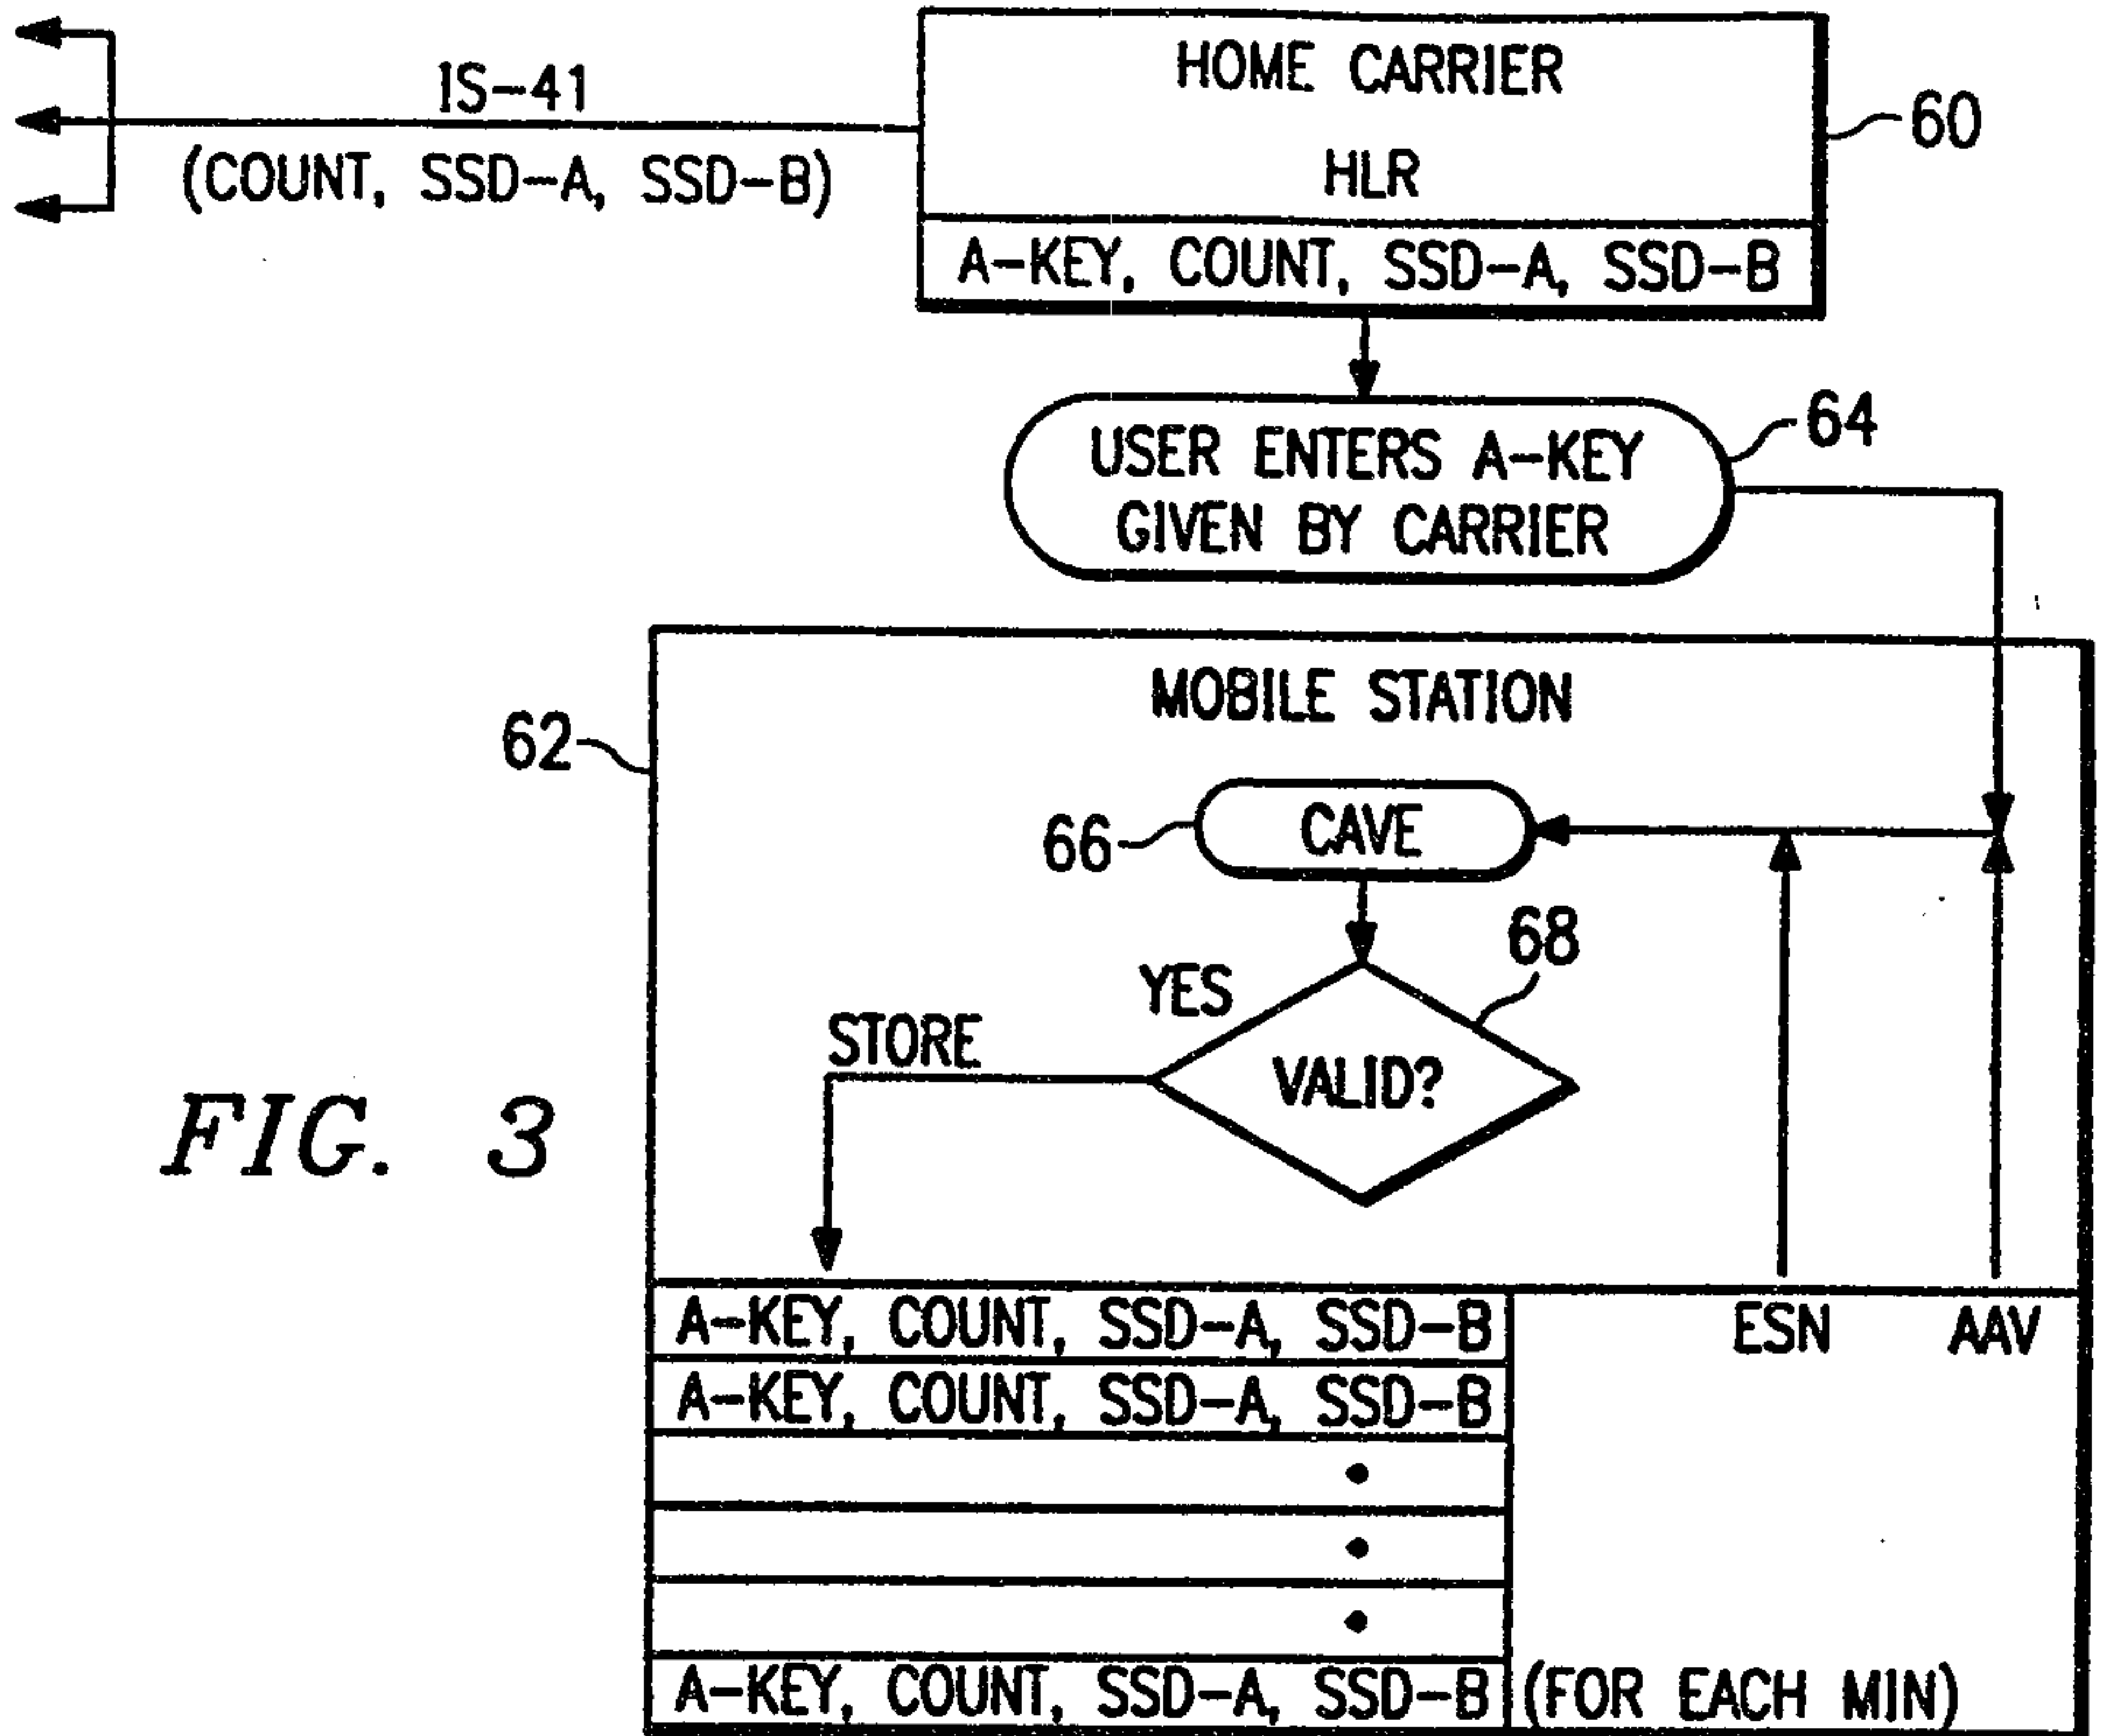 HOME CARRIER
HLR
60
IS-41
(COUNT, SSD-A, SSD-B)
A-KEY, COUNT, SSD-A, SSD-B
USER ENTERS A-KEY
GIVEN BY CARRIER
64
MOBILE STATION
62
CAVE
66
68
YES
STORE
VALID?
FIG. 3
A-KEY, COUNT, SSD-A, SSD-B
ESN
AAV
A-KEY, COUNT, SSD-A, SSD-B
A-KEY, COUNT, SSD-A, SSD-B
(FOR EACH MIN)